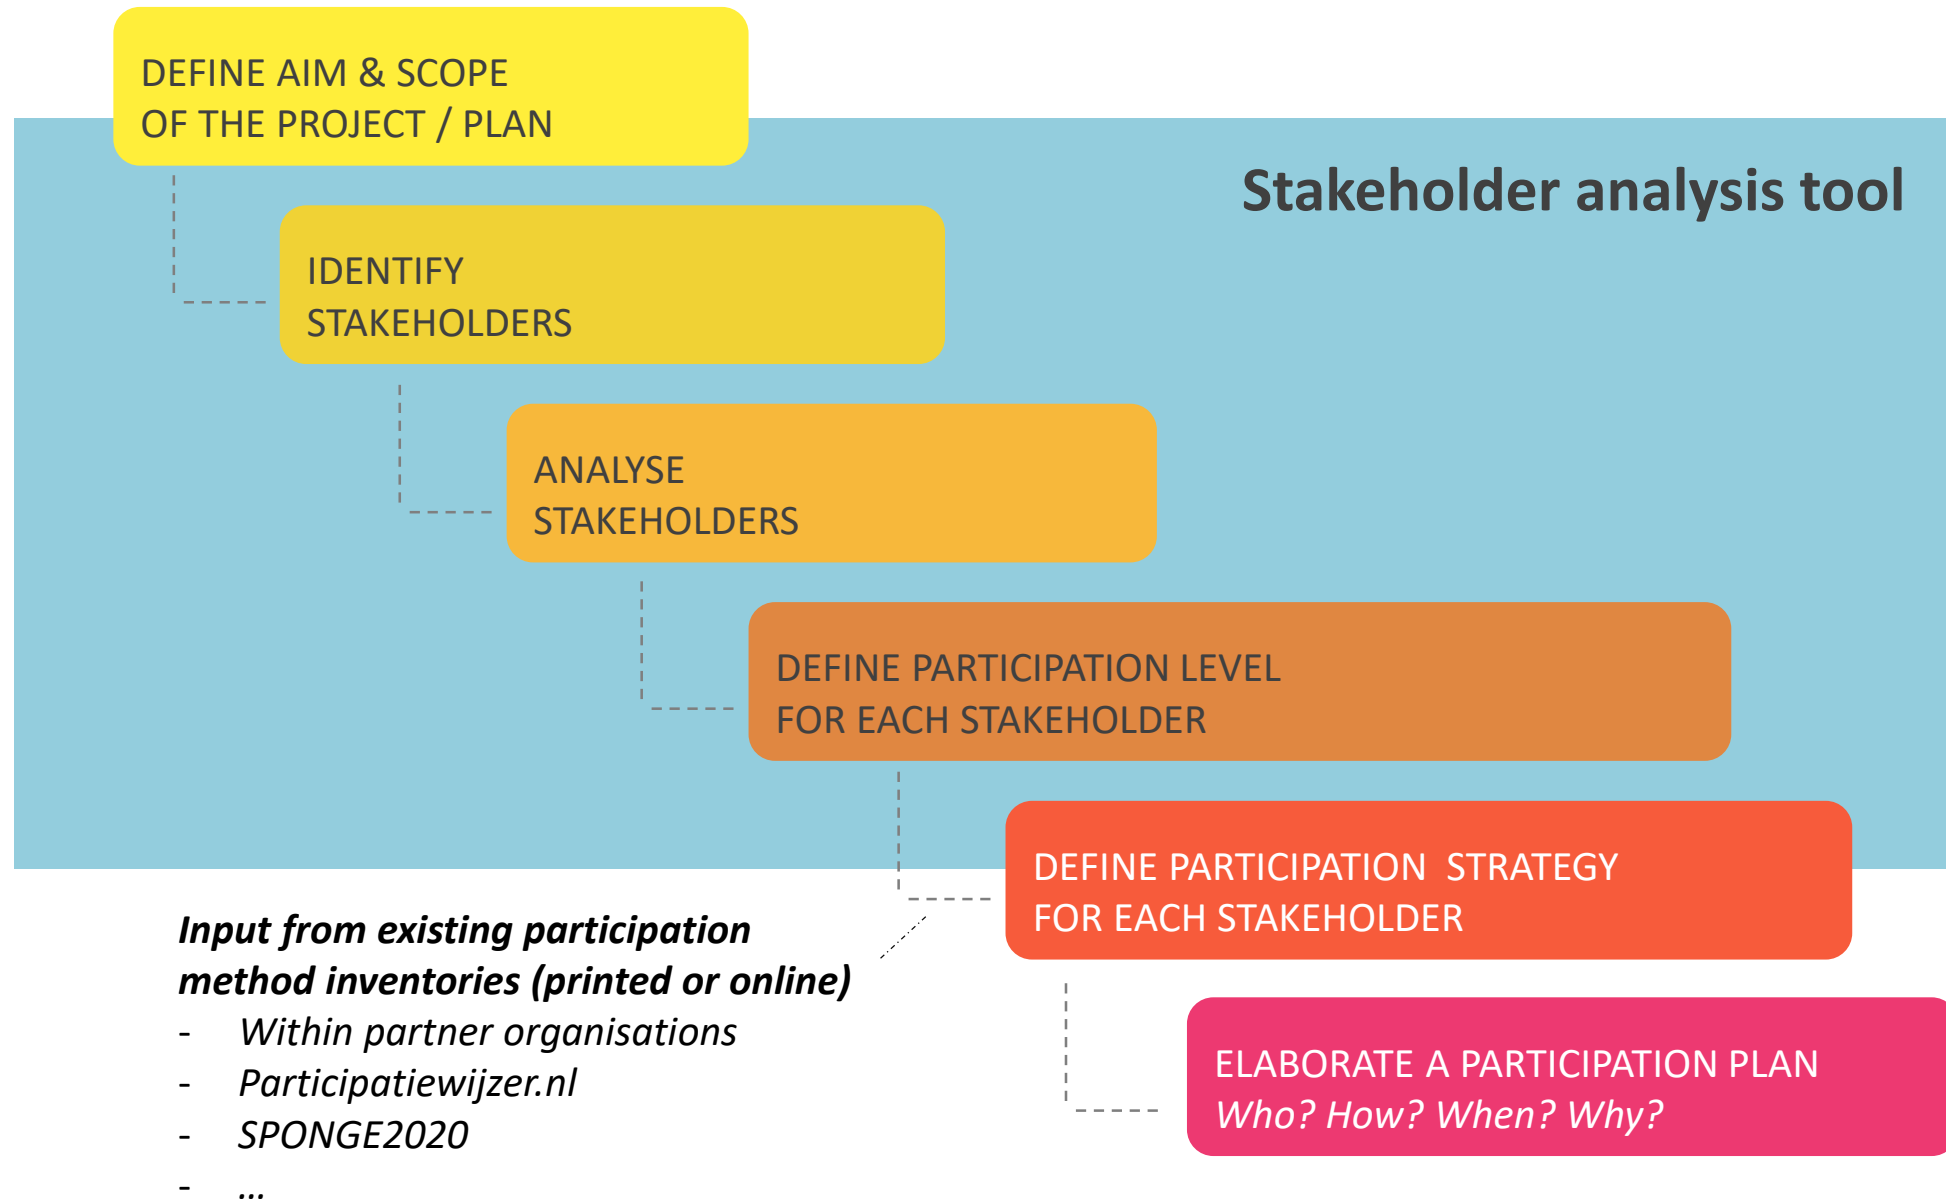 DEFINE AIM & SCOPE
OF THE PROJECT / PLAN
Stakeholder analysis tool
IDENTIFY
STAKEHOLDERS
ANALYSE
STAKEHOLDERS
DEFINE PARTICIPATION LEVEL
FOR EACH STAKEHOLDER
DEFINE PARTICIPATION  STRATEGY
FOR EACH STAKEHOLDER
Input from existing participation
method inventories (printed or online)
- Within partner organisations
- Participatiewijzer.nl
- SPONGE2020
- ...
ELABORATE A PARTICIPATION PLAN
Who? How? When? Why?